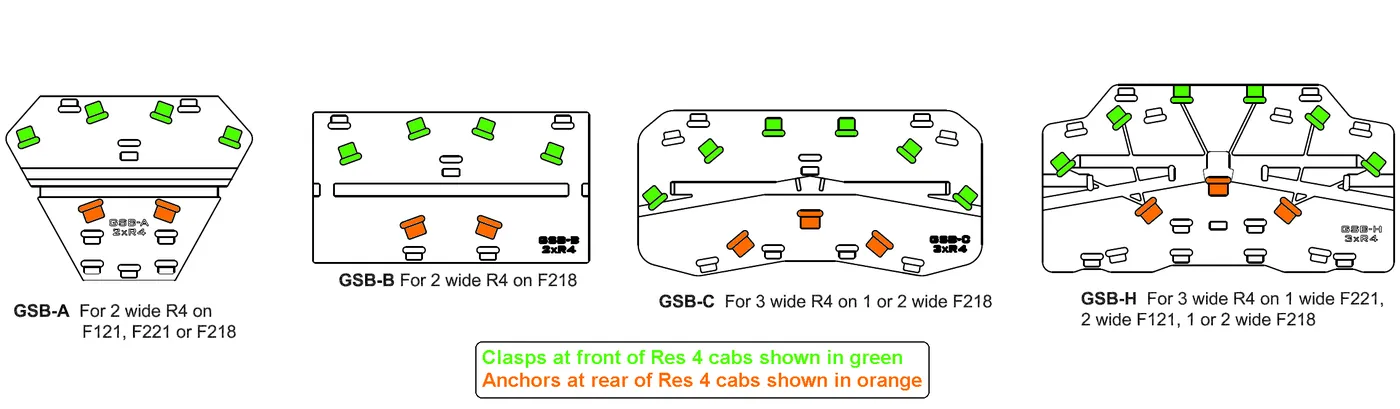 GSB-A
2xR4
GSB-B
2xR4
GSB-C
3xR4
GSB-H
3xR4
GSB-A For 2 wide R4 on
F121, F221 or F218
GSB-B For 2 wide R4 on F218
GSB-C For 3 wide R4 on 1 or 2 wide F218
GSB-H For 3 wide R4 on 1 wide F221,
2 wide F121, 1 or 2 wide F218
Clasps at front of Res 4 cabs shown in green
Anchors at rear of Res 4 cabs shown in orange